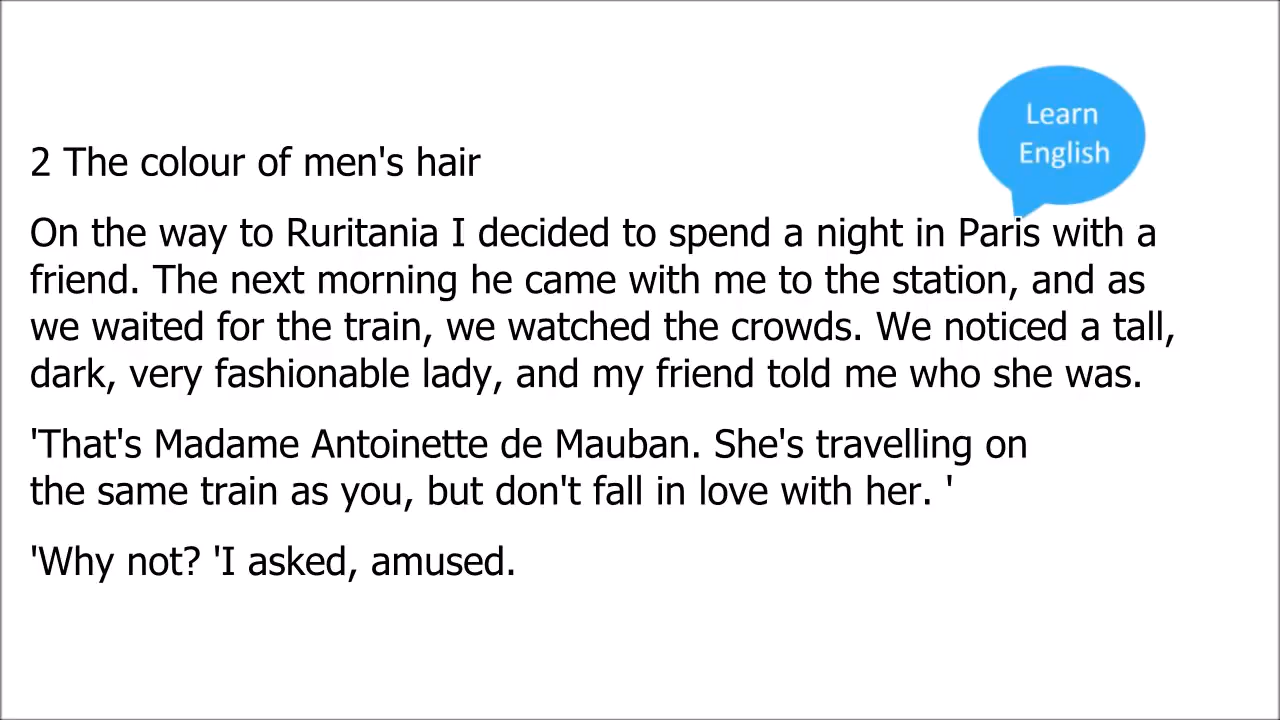 Learn
English
2 The colour of men's hair
On the way to Ruritania I decided to spend a night in Paris with a
friend. The next morning he came with me to the station, and as
we waited for the train, we watched the crowds. We noticed a tall,
dark, very fashionable lady, and my friend told me who she was.
'That's Madame Antoinette de Mauban. She's travelling on
the same train as you, but don't fall in love with her. '
'Why not? 'I asked, amused.